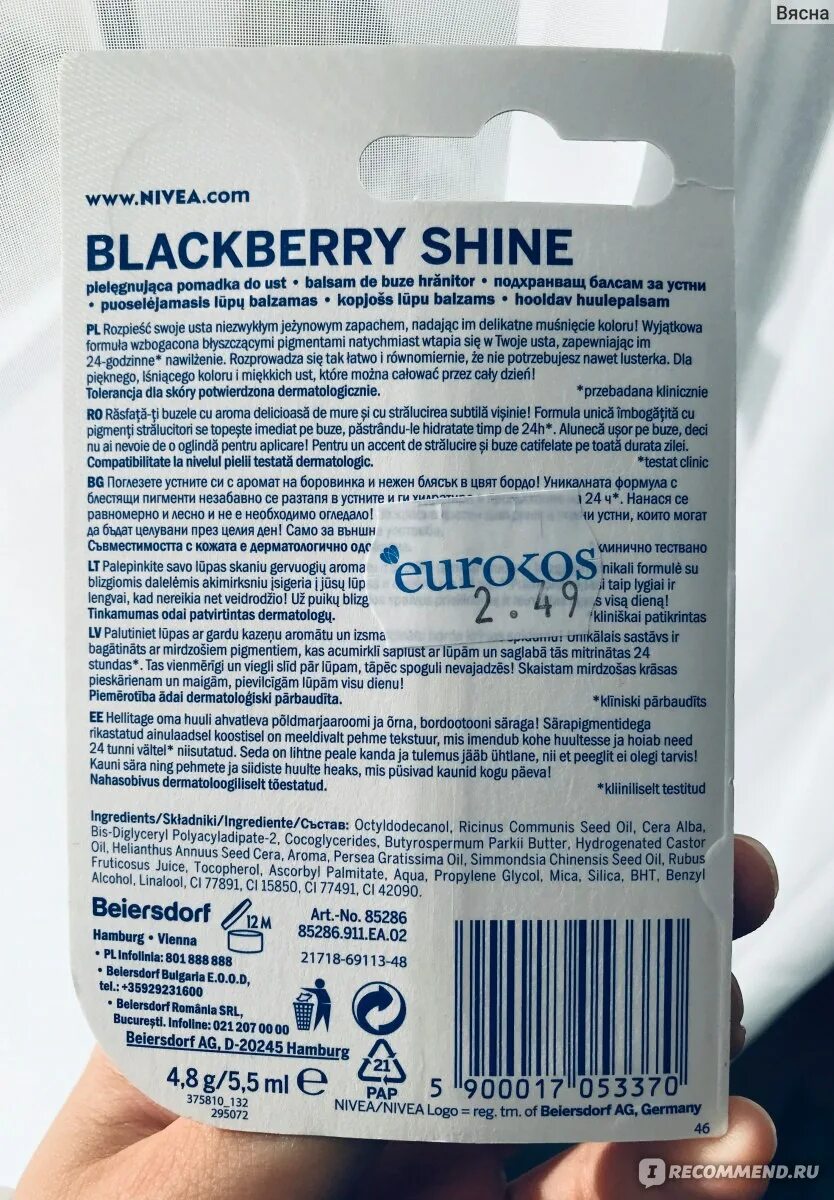 Вясна
www.NIVEA.com
BLACKBERRY SHINE
pielęgnująca pomadka do ust • balsam de buze hrănitor • подхранващ балсам за устни
• puoselėjamasis lūpų balzamas • kopjošs lūpu balzams • hooldav huulepalsam
PL Rozpieść swoje usta niezwykłym jeżynowym zapachem, nadając im delikatne muśnięcie koloru! Wyjątkowa
formuła wzbogacona błyszczącymi pigmentami natychmiast wtapia się w Twoje usta, zapewniając im
24-godzinne* nawilżenie. Rozprowadza się tak łatwo i równomiernie, że nie potrzebujesz nawet lusterka. Dla
pięknego, lśniącego koloru i miękkich ust, które można całować przez cały dzień!
Tolerancja dla skóry potwierdzona dermatologicznie. *przebadana klinicznie
RO Răsfață-ți buzele cu aroma delicioasă de mure și cu strălucirea subtilă vișinie! Formula unică îmbogățită cu
pigmenți strălucitori se topește imediat pe buze, păstrându-le hidratate timp de 24h*. Alunecă ușor pe buze, deci
nu ai nevoie de o oglindă pentru aplicare! Pentru un accent de strălucire și buze catifelate pe toată durata zilei.
Compatibilitate la nivelul pielii testată dermatologic. *testat clinic
BG Поглезете устните си с аромат на боровинка и нежен блясък в цвят бордо! Уникалната формула с
блестящи пигменти незабавно се разтапя в устните и ги 24 ч*. Нанася се
равномерно и лесно и не е необходимо огледало! устни, които могат
да бъдат целувани през целия ден! Само за външна
Съвместимостта с кожата е дерматологично тествано
LT Palepinkite savo lūpas skaniu gervuogių aroma formulė su
blizgiomis dalelėmis akimirksniu įsigeria į jūsų lūp taip lygiai ir
lengvai, kad nereikia net veidrodžio! Už puikų blizg visą dieną!
Tinkamumas odai patvirtintas dermatologų. *kliniškai patikrintas
eurokos
2.49
LV Palutiniet lūpas ar gardu kazeņu aromātu un izsma Unikālais sastāvs ir
bagātināts ar mirdzošiem pigmentiem, kas acumirklī saplūst ar lūpām un saglabā tās mitrinātas 24
stundas*. Tas vienmērīgi un viegli slīd pār lūpām, tāpēc spoguli nevajadzēs! Skaistam mirdzošas krāsas
pieskārienam un maigām, pievilcīgām lūpām visu dienu!
Piemērotība ādai dermatoloģiski pārbaudīta. *klīniski pārbaudīts
EE Hellitage oma huuli ahvatleva põldmarjaaroomi ja õrna, bordootooni säraga! Särapigmentidega
rikastatud ainulaadsel koostisel on meeldivalt pehme tekstuur, mis imendub kohe huultesse ja hoiab need
24 tunni vältel* niisutatud. Seda on lihtne peale kanda ja tulemus jääb ühtlane, nii et peeglit ei olegi tarvis!
Kauni sära ning pehmete ja siidiste huulte heaks, mis püsivad kaunid kogu päeva!
Nahasobivus dermatoloogiliselt tõestatud. *kliiniliselt testitud
Ingredients/Składniki/Ingrediente/Състав: Octyldodecanol, Ricinus Communis Seed Oil, Cera Alba,
Bis-Diglyceryl Polyacyladipate-2, Cocoglycerides, Butyrospermum Parkii Butter, Hydrogenated Castor
Oil, Helianthus Annuus Seed Cera, Aroma, Persea Gratissima Oil, Simmondsia Chinensis Seed Oil, Rubus
Fruticosus Juice, Tocopherol, Ascorbyl Palmitate, Aqua, Propylene Glycol, Mica, Silica, BHT, Benzyl
Alcohol, Linalool, CI 77891, CI 15850, CI 77491, CI 42090.
Beiersdorf
Hamburg • Vienna
12M
Art.-No. 85286
85286.911.EA.02
21718-69113-48
• PL Infolinia: 801 888 888
• Beiersdorf Bulgaria E.O.O.D,
tel.: +35929231600
• Beiersdorf România SRL,
București. Infoline: 021 207 00 00
Beiersdorf AG, D-20245 Hamburg
4,8 g/5,5 ml e
375810_132
295072
21
PAP
5 900017 053370
NIVEA/NIVEA Logo = reg. tm. of Beiersdorf AG, Germany
46
IRECOMMEND.RU